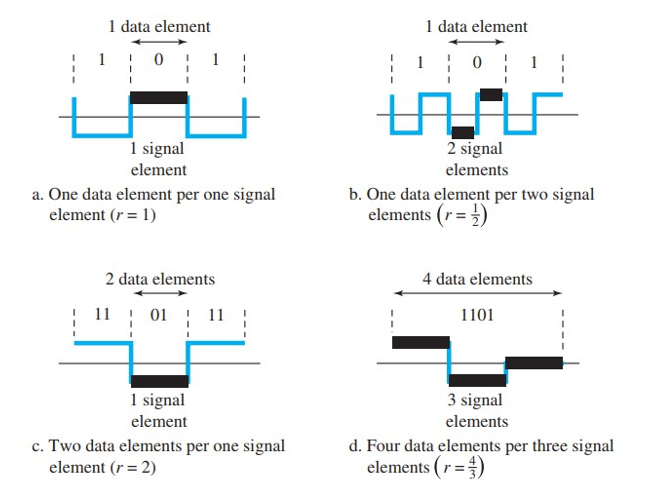 1 data element
1 0 1
1 signal
element
a. One data element per one signal
element (r = 1)
1 data element
1 0 1
2 signal
elements
b. One data element per two signal
elements (r = 1/2)
2 data elements
11 01 11
1 signal
element
c. Two data elements per one signal
element (r = 2)
4 data elements
1101
3 signal
elements
d. Four data elements per three signal
elements (r = 4/3)